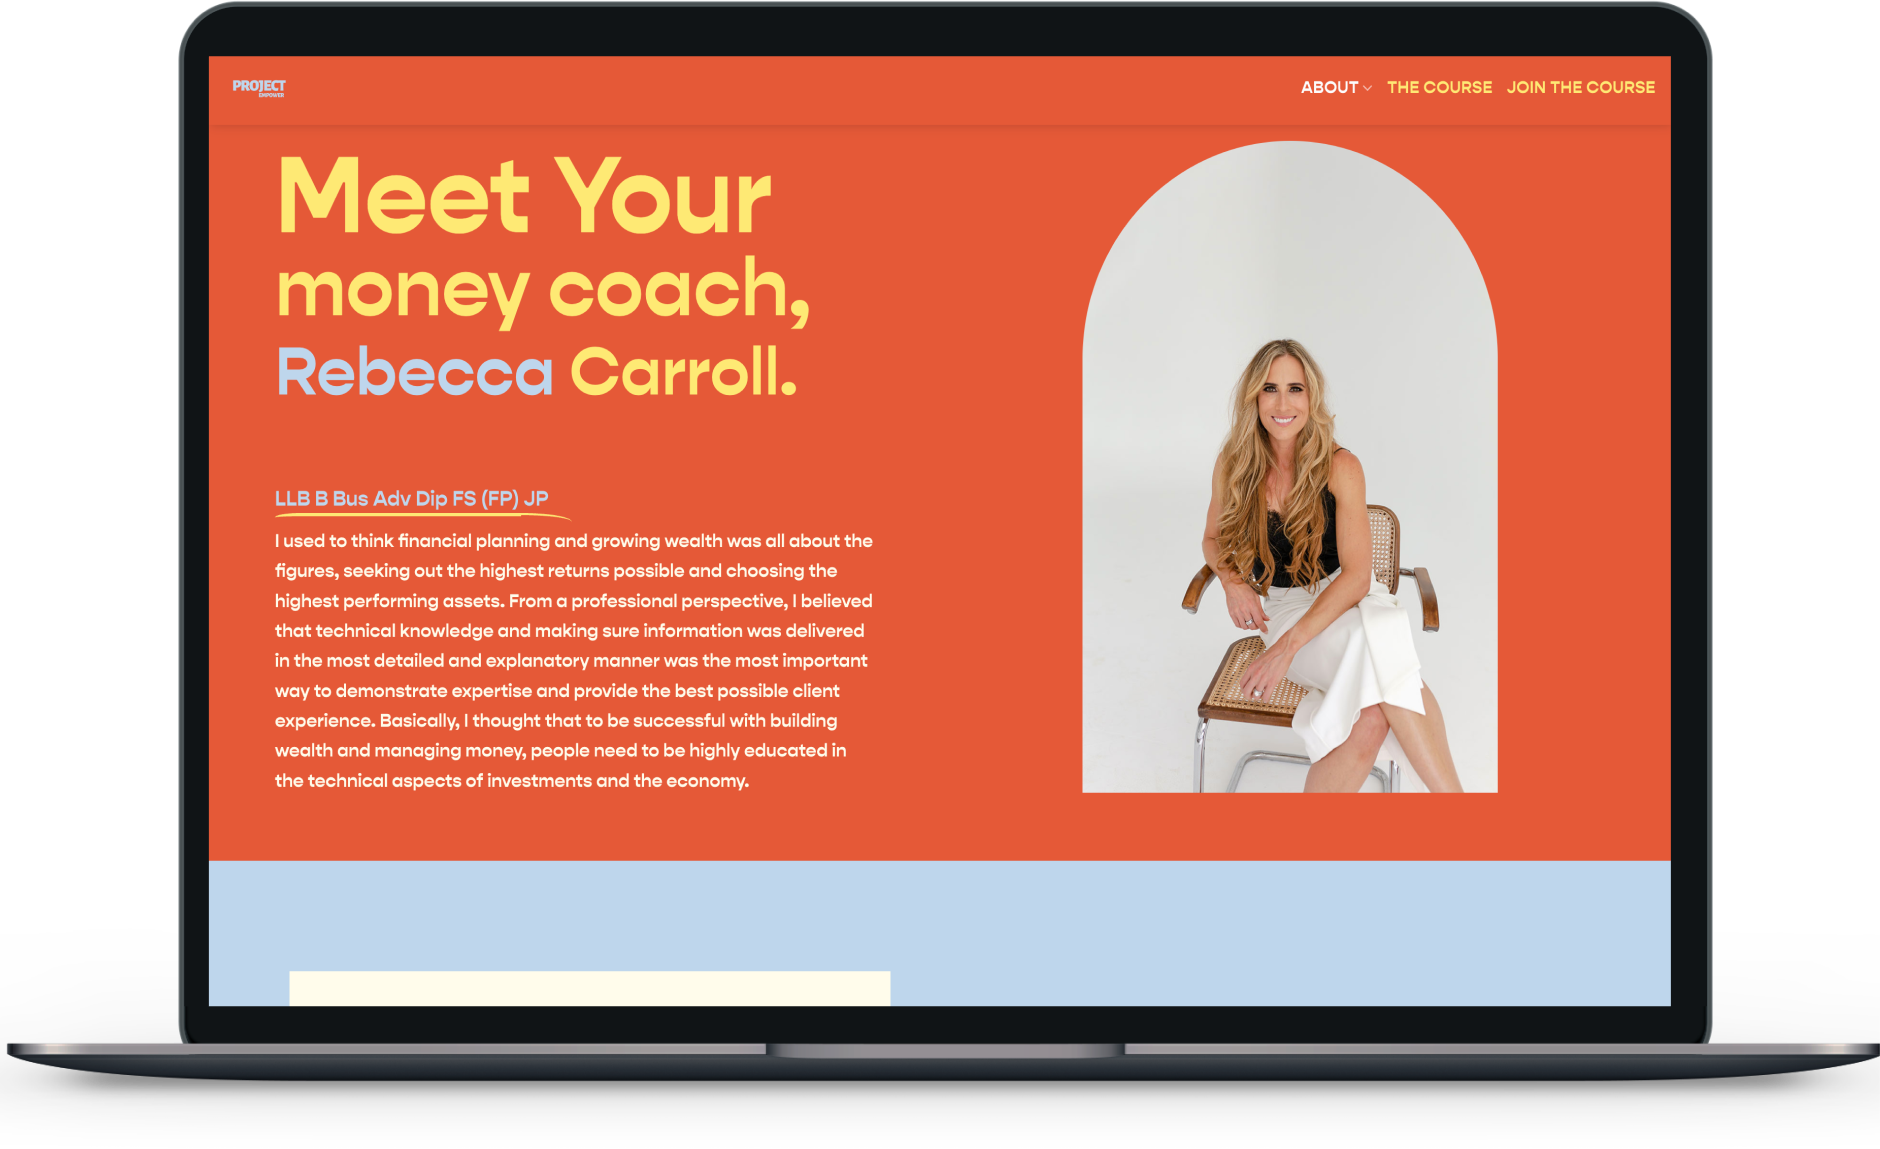 PROJECT
EMPOWER
ABOUT THE COURSE JOIN THE COURSE
Meet Your
money coach,
Rebecca Carroll.
LLB B Bus Adv Dip FS (FP) JP
I used to think financial planning and growing wealth was all about the
figures, seeking out the highest returns possible and choosing the
highest performing assets. From a professional perspective, I believed
that technical knowledge and making sure information was delivered
in the most detailed and explanatory manner was the most important
way to demonstrate expertise and provide the best possible client
experience. Basically, I thought that to be successful with building
wealth and managing money, people need to be highly educated in
the technical aspects of investments and the economy.